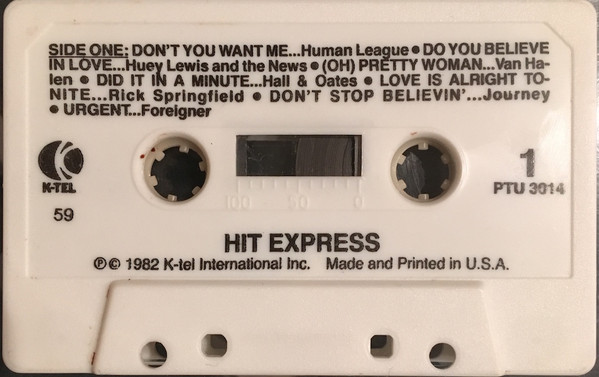 SIDE ONE: DON'T YOU WANT ME...Human League ● DO YOU BELIEVE
IN LOVE...Huey Lewis and the News ● (OH) PRETTY WOMAN...Van Ha-
len ● DID IT IN A MINUTE...Hall & Oates ● LOVE IS ALRIGHT TO-
NITE...Rick Springfield ● DON'T STOP BELIEVIN'...Journey
● URGENT...Foreigner
K-TEL
59
1
PTU 3014
100 50 0
HIT EXPRESS
℗© 1982 K-tel International Inc. Made and Printed in U.S.A.